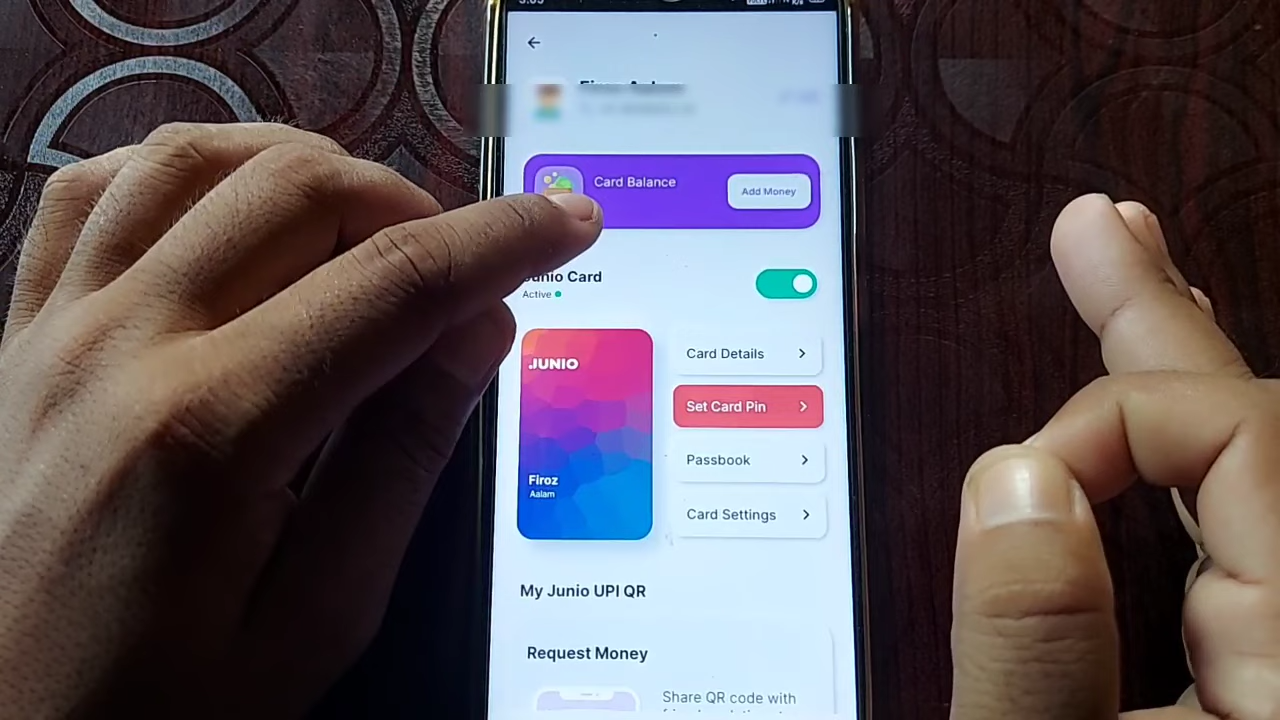 Card Balance
Add Money
Junio Card
Active
Card Details
.JUNIO
Set Card Pin
Passbook
Firoz
Aalam
Card Settings
My Junio UPI QR
Request Money
Share QR code with